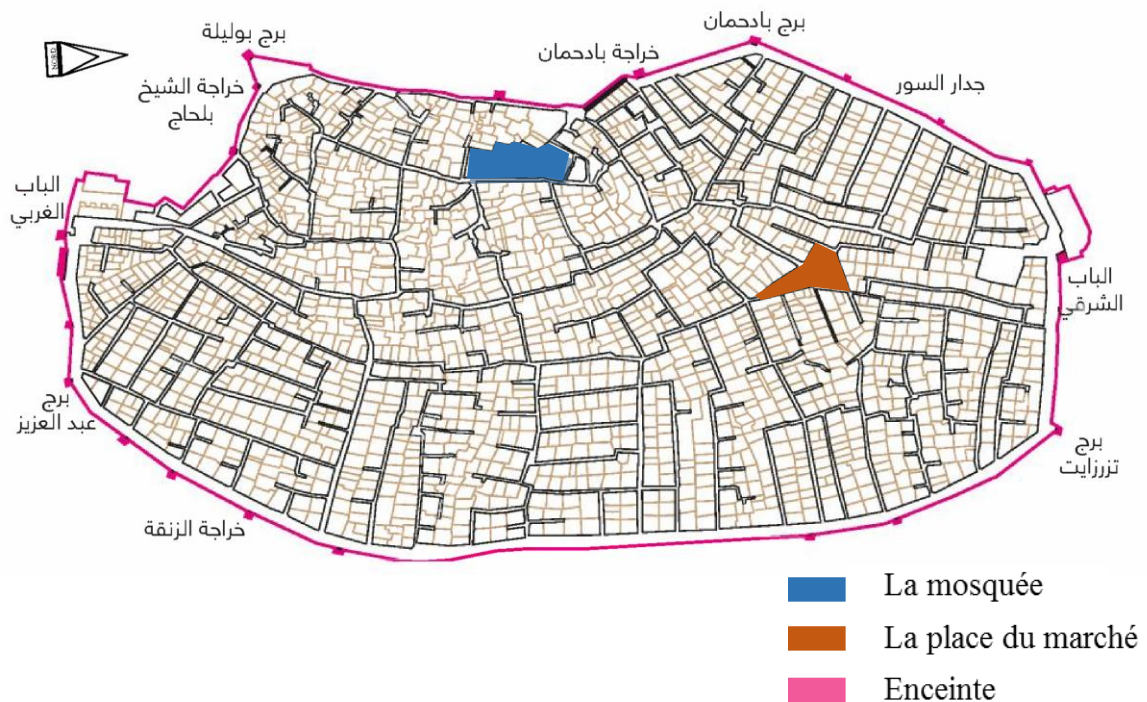 برج بادحمان
برج بوليلة
خراجة بادحمان
NORD
خراجة الشيخ
بلحاج
جدار السور
الباب
الغربي
الباب
الشرقي
برج
عبد العزيز
برج
تزرزايت
خراجة الزنقة
La mosquée
La place du marché
Enceinte